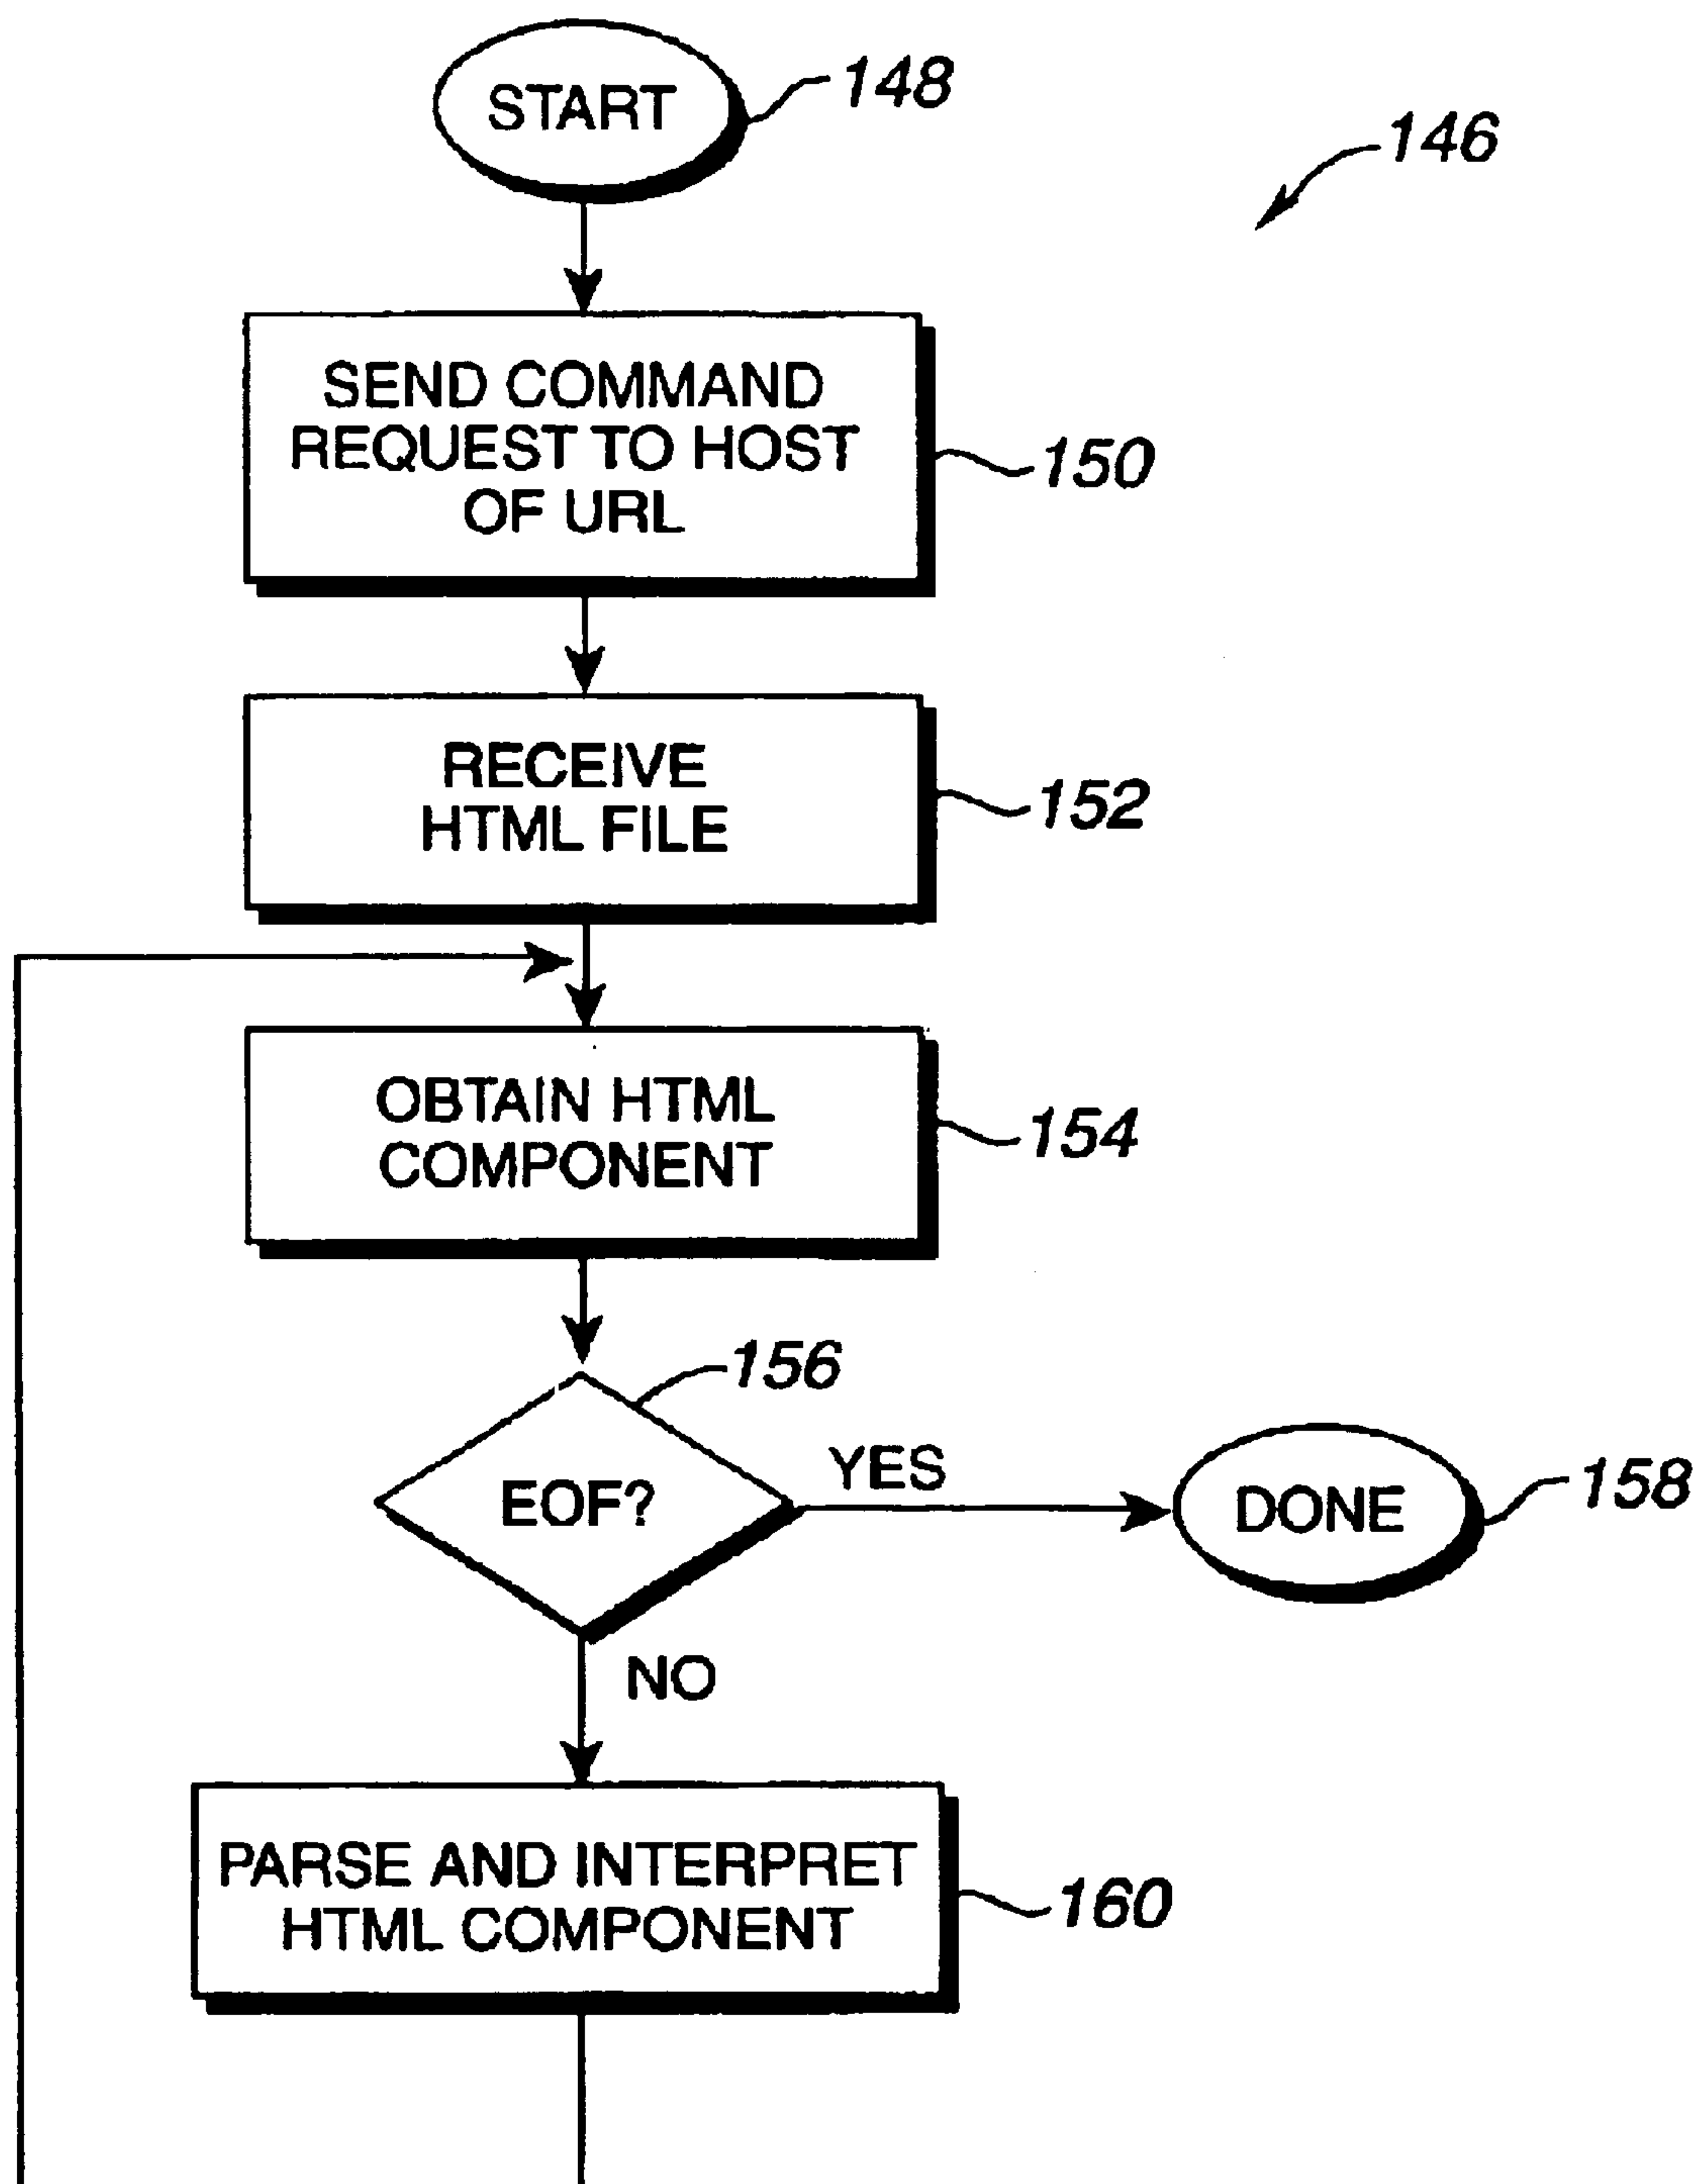 START
148
146
SEND COMMAND
REQUEST TO HOST
OF URL
150
RECEIVE
HTML FILE
152
OBTAIN HTML
COMPONENT
154
156
EOF?
YES
DONE
158
NO
PARSE AND INTERPRET
HTML COMPONENT
160